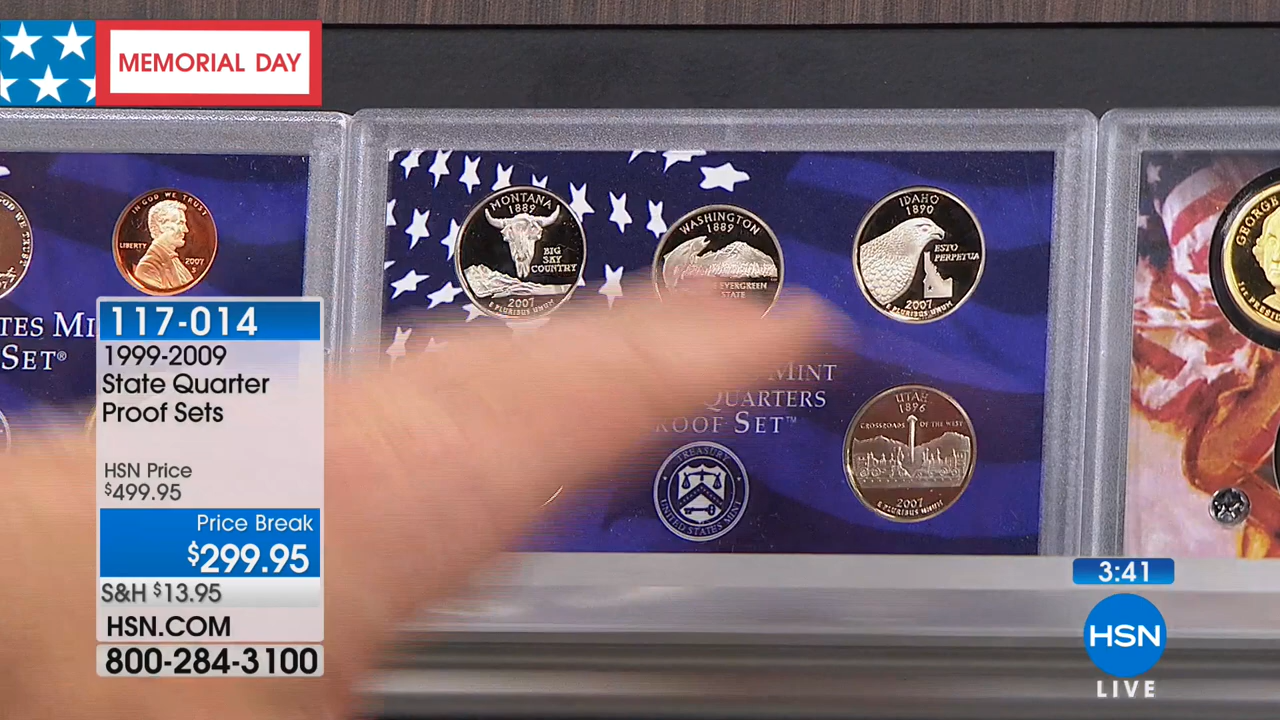 MEMORIAL DAY
IN GOD WE TRUST
LIBERTY
2007
S
TES MI
SET®
MONTANA
1889
BIG
SKY
COUNTRY
2007
E PLURIBUS UNUM
WASHINGTON
1889
EVERGREEN
STATE
IDAHO
1890
ESTO
PERPETUA
2007
E PLURIBUS UNUM
MINT
QUARTERS
ROOF SET™
TREASURY
UNITED STATES MINT
UTAH
1896
CROSSROADS OF THE WEST
2007
E PLURIBUS UNUM
GEORGE
117-014
1999-2009
State Quarter
Proof Sets
HSN Price
$499.95
Price Break
$299.95
S&H $13.95
HSN.COM
800-284-3100
3:41
HSN
LIVE